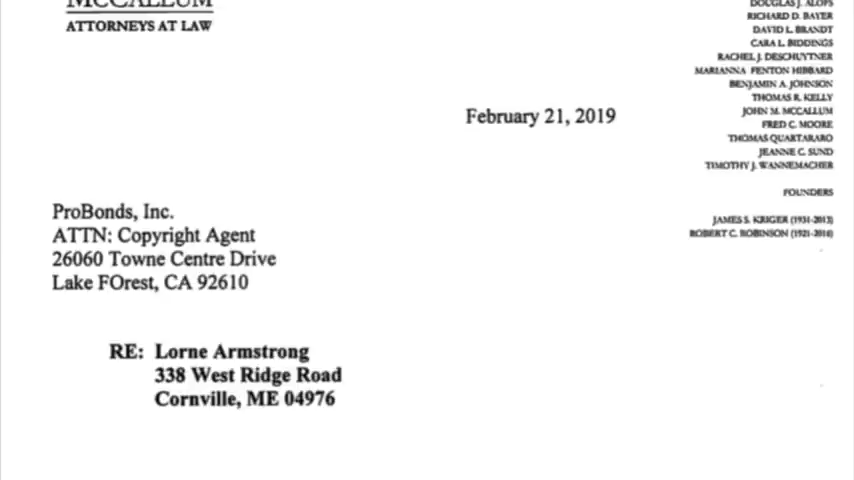 MCCALLUM
ATTORNEYS AT LAW
DOUGLAS J. ALOFS
RICHARD D. BAYER
DAVID L. BRANDT
CARA L. BIDDINGS
RACHEL J. DESCHUYTNER
MARIANNA FENTON HIBBARD
BENJAMIN A. JOHNSON
THOMAS R. KELLY
JOHN M. MCCALLUM
FRED C. MOORE
THOMAS QUARTARARO
JEANNE C. SUND
TIMOTHY J. WANNEMACHER
FOUNDERS
JAMES S. KRIGER (1931-2013)
ROBERT C. ROBINSON (1921-2016)
February 21, 2019
ProBonds, Inc.
ATTN: Copyright Agent
26060 Towne Centre Drive
Lake FOrest, CA 92610
RE: Lorne Armstrong
338 West Ridge Road
Cornville, ME 04976